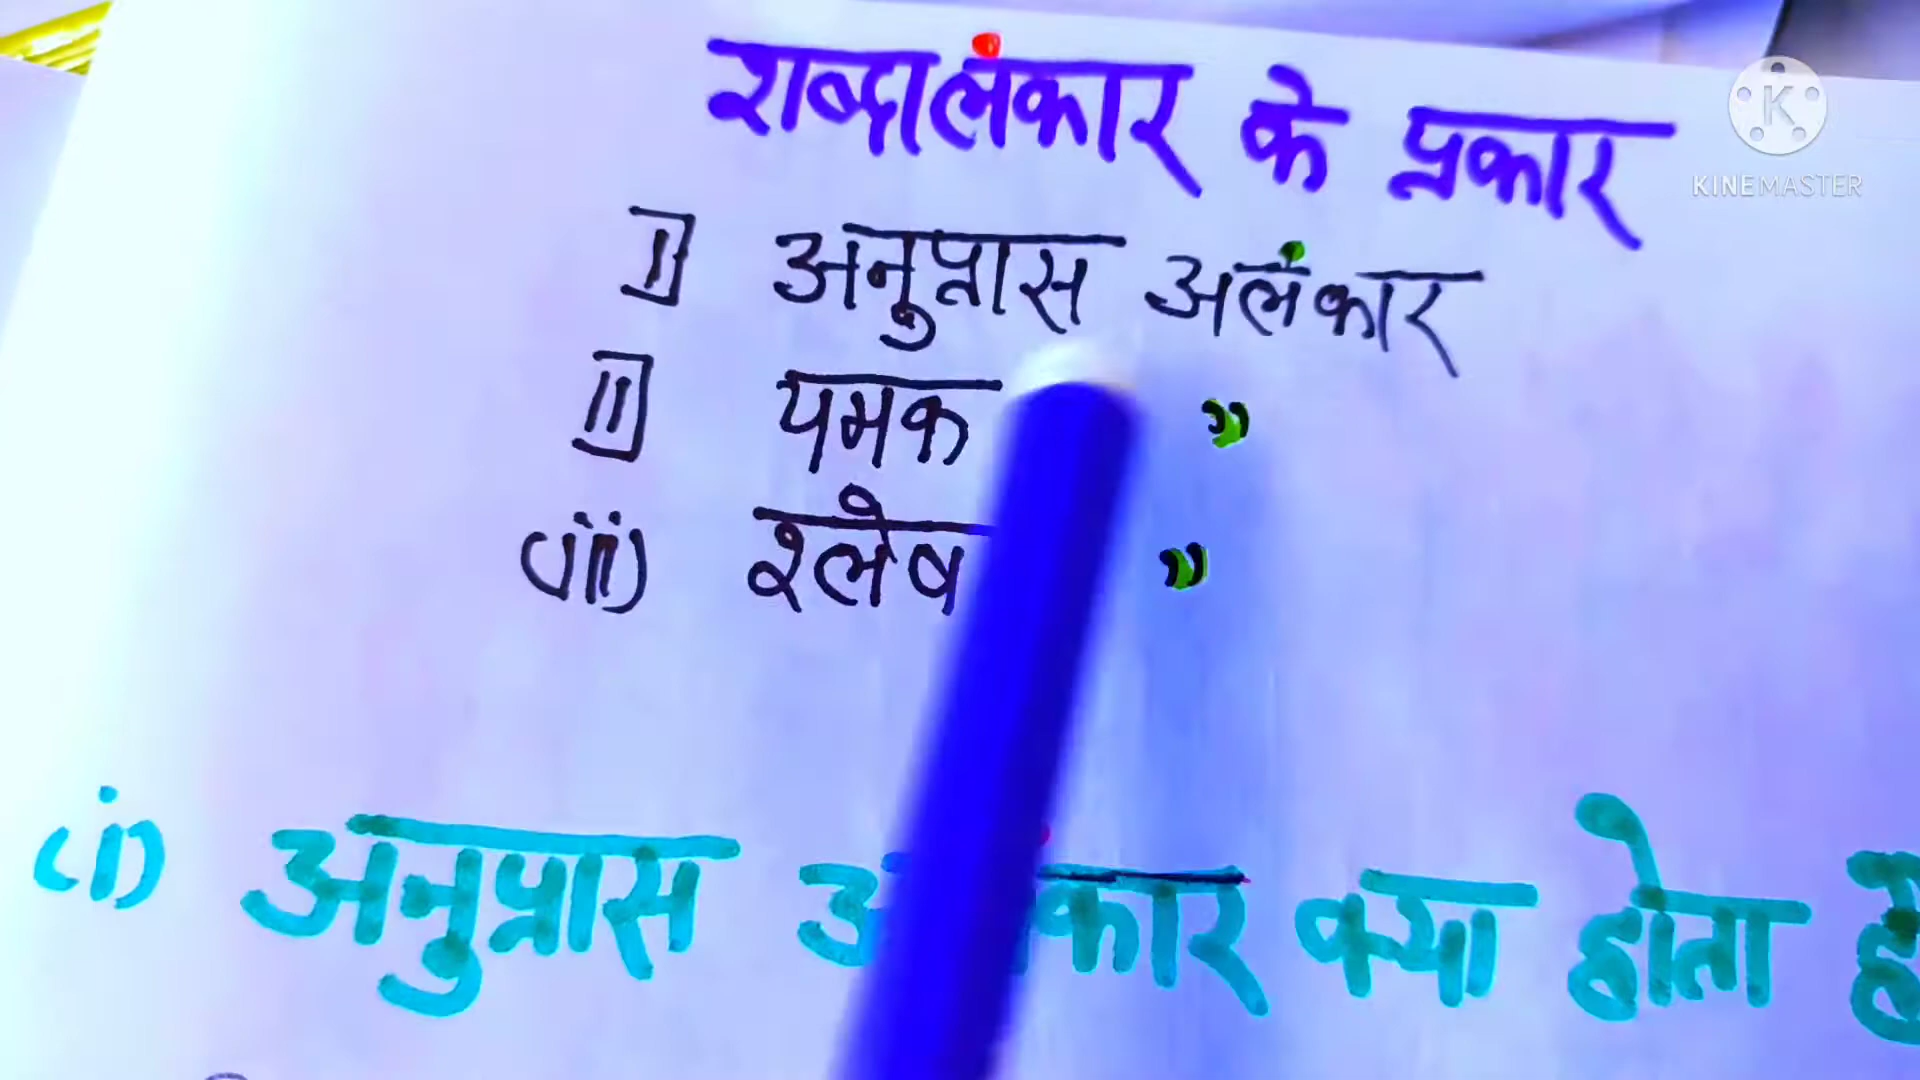 शब्दालंकार के प्रकार
i) अनुप्रास अलंकार
ii) यमक "
(iii) श्लेष "
(i) अनुप्रास क्या होता है
KINEMASTER